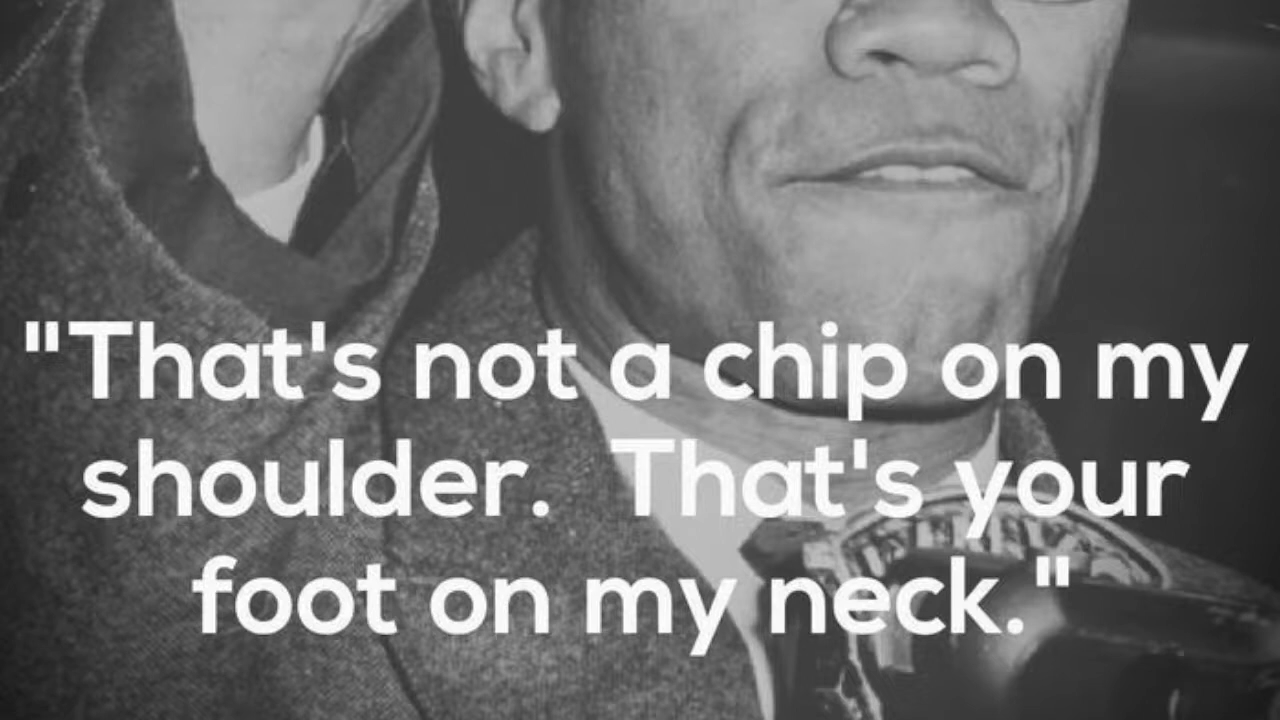 "That's not a chip on my
shoulder. That's your
foot on my neck."